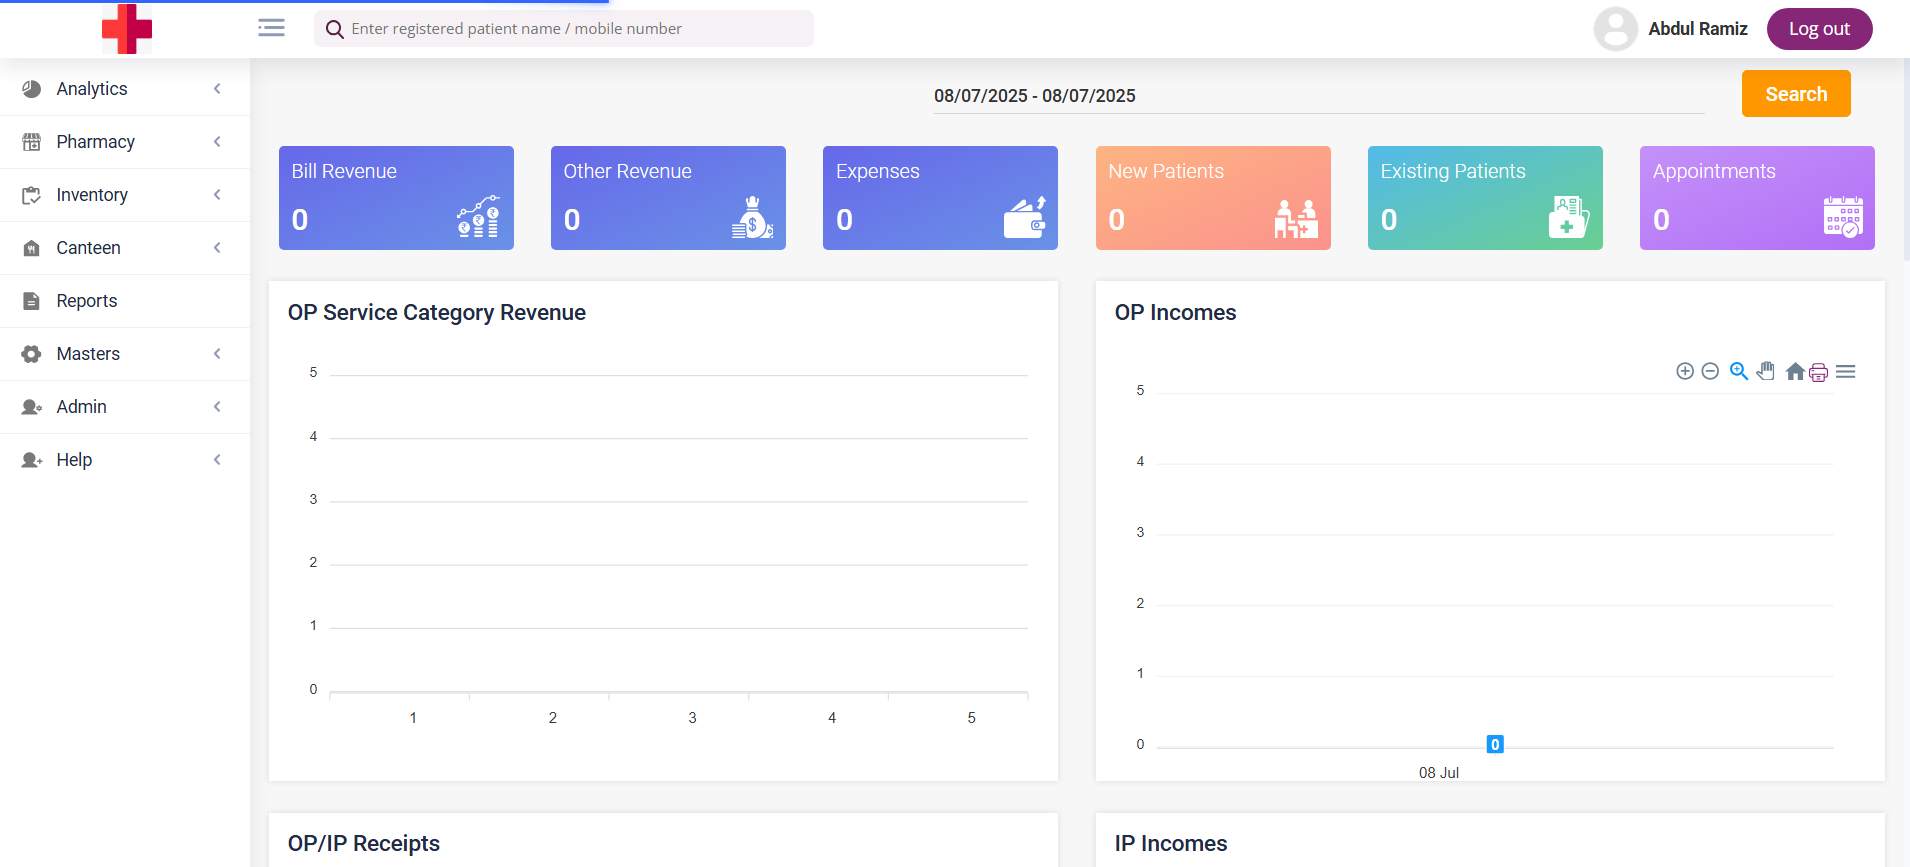 Enter registered patient name / mobile number
Abdul Ramiz
Log out
Analytics
Pharmacy
Inventory
Canteen
Reports
Masters
Admin
Help
08/07/2025 - 08/07/2025
Search
Bill Revenue
0
Other Revenue
0
Expenses
0
New Patients
0
Existing Patients
0
Appointments
0
OP Service Category Revenue
5
4
3
2
1
0
1 2 3 4 5
OP Incomes
5
4
3
2
1
0
0
08 Jul
OP/IP Receipts
IP Incomes